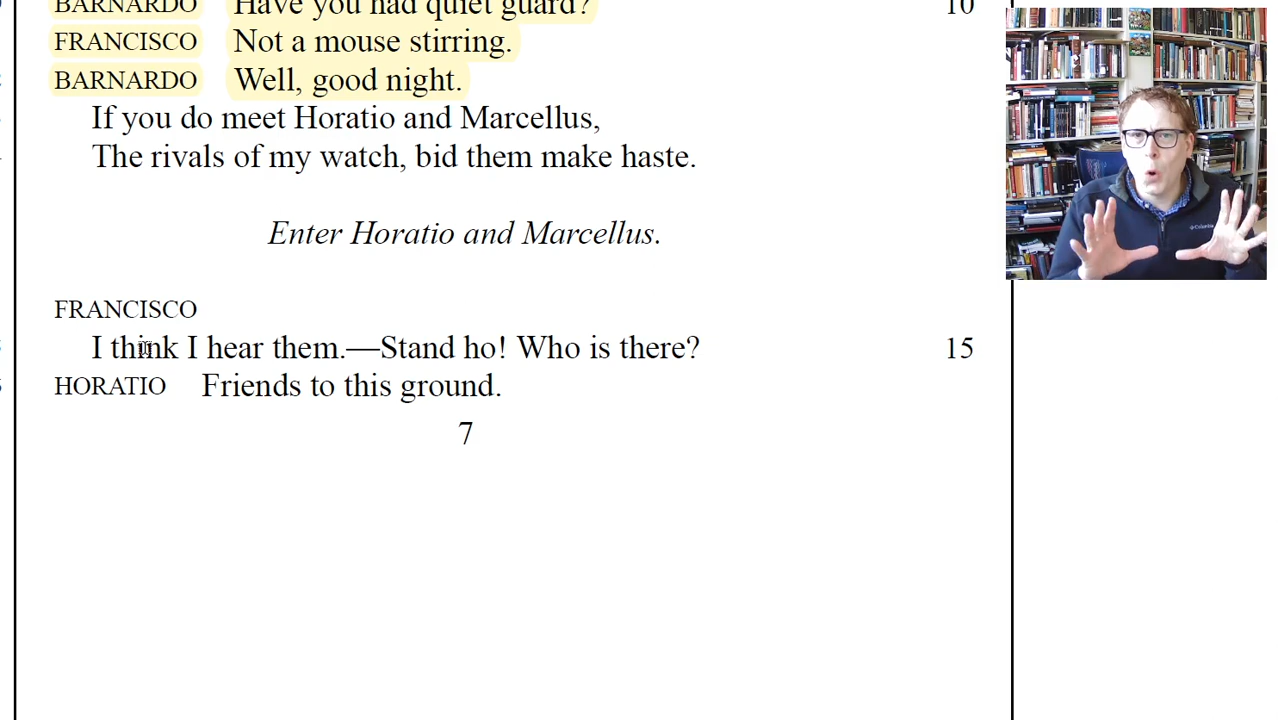 BARNARDO Have you had quiet guard? 10
FRANCISCO Not a mouse stirring.
BARNARDO Well, good night.
If you do meet Horatio and Marcellus,
The rivals of my watch, bid them make haste.
Enter Horatio and Marcellus.
FRANCISCO
I think I hear them.—Stand ho! Who is there? 15
HORATIO Friends to this ground.
7